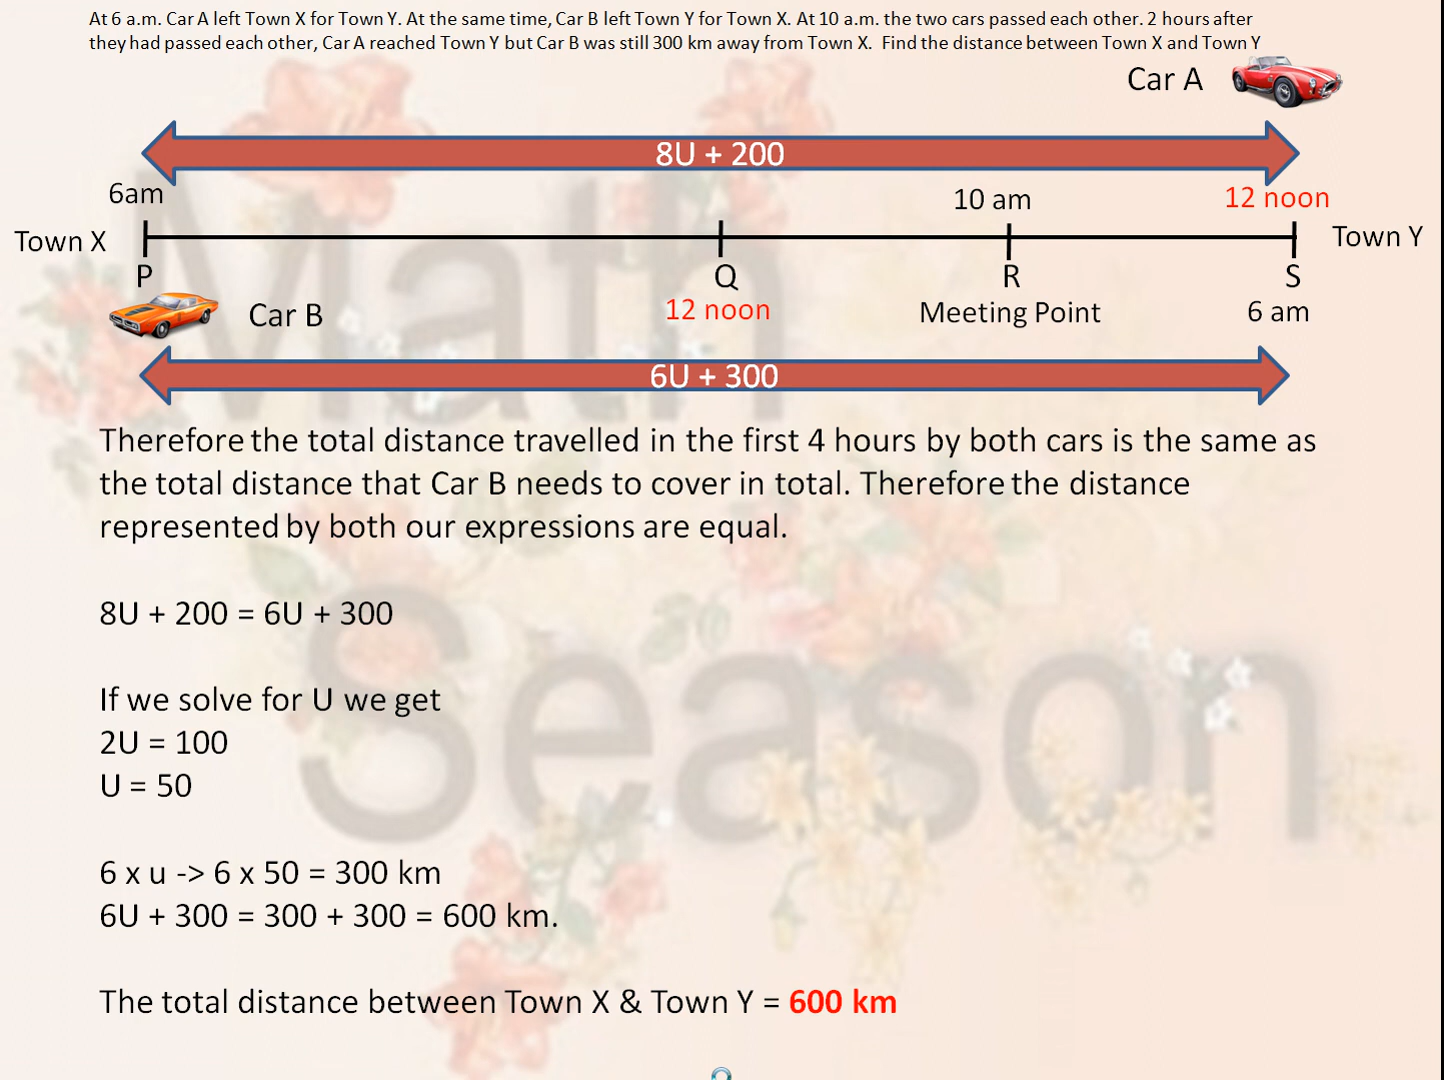 At 6 a.m. Car A left Town X for Town Y. At the same time, Car B left Town Y for Town X. At 10 a.m. the two cars passed each other. 2 hours after
they had passed each other, Car A reached Town Y but Car B was still 300 km away from Town X. Find the distance between Town X and Town Y
Car A
8U + 200
6am
10 am
12 noon
Town X
Town Y
P
Q
R
S
Car B
12 noon
Meeting Point
6 am
6U + 300
Therefore the total distance travelled in the first 4 hours by both cars is the same as
the total distance that Car B needs to cover in total. Therefore the distance
represented by both our expressions are equal.
8U + 200 = 6U + 300
If we solve for U we get
2U = 100
U = 50
6 x u -> 6 x 50 = 300 km
6U + 300 = 300 + 300 = 600 km.
The total distance between Town X & Town Y = 600 km
Math
Season